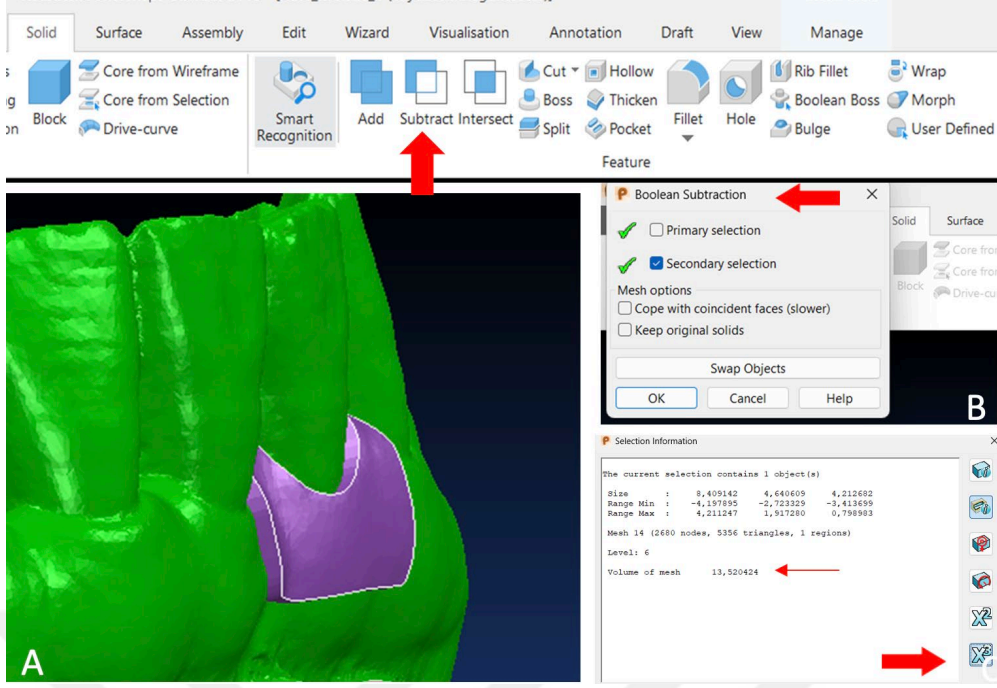 Solid Surface Assembly Edit Wizard Visualisation Annotation Draft View Manage
Core from Wireframe
Core from Selection
Drive-curve
Block
Smart
Recognition
Add Subtract Intersect
Cut Hollow
Boss Thicken
Split Pocket
Fillet
Hole
Rib Fillet
Boolean Boss
Bulge
Wrap
Morph
User Defined
Feature
A
Boolean Subtraction
Primary selection
Secondary selection
Mesh options
Cope with coincident faces (slower)
Keep original solids
Swap Objects
OK Cancel Help
Solid Surface
Block
Core
Core
Drive-cu
B
Selection Information
The current selection contains 1 object(s)
Size : 8,409142 4,640609 4,212682
Range Min : -4,197895 -2,723329 -3,413699
Range Max : 4,211247 1,917280 0,798983
Mesh 14 (2680 nodes, 5356 triangles, 1 regions)
Level: 6
Volume of mesh 13,520424